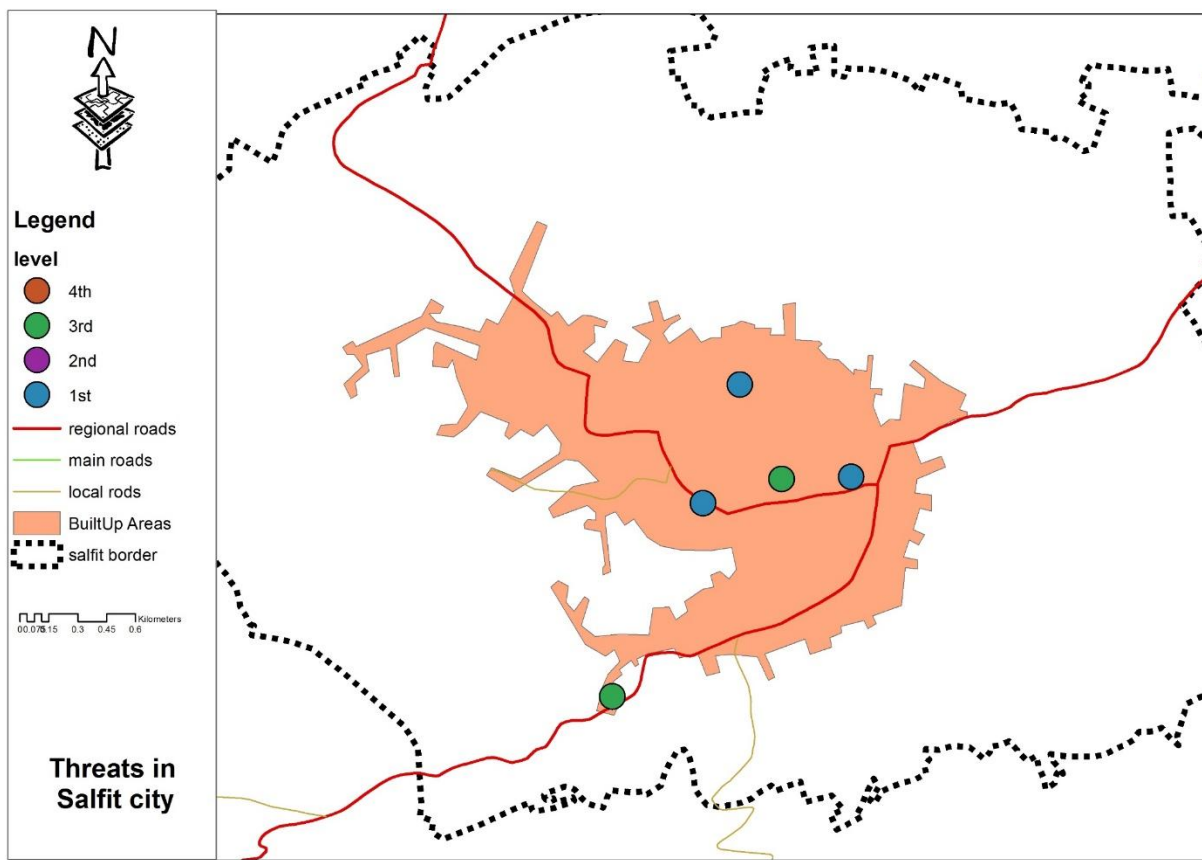 N
Legend
level
4th
3rd
2nd
1st
regional roads
main roads
local rods
BuiltUp Areas
salfit border
Kilometers
0.3 0.45 0.6
Threats in
Salfit city